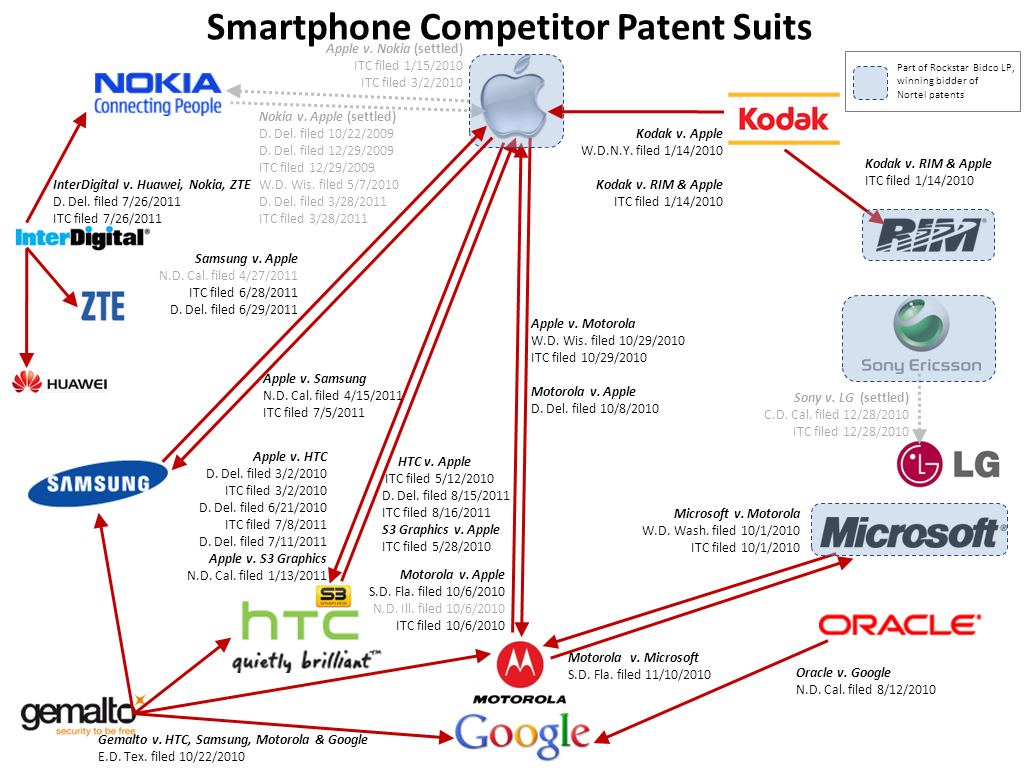 Smartphone Competitor Patent Suits
Apple v. Nokia (settled)
ITC filed 1/15/2010
ITC filed 3/2/2010
NOKIA
Connecting People
Nokia v. Apple (settled)
D. Del. filed 10/22/2009
D. Del. filed 12/29/2009
ITC filed 12/29/2009
W.D. Wis. filed 5/7/2010
D. Del. filed 3/28/2011
ITC filed 3/28/2011
Kodak
Part of Rockstar Bidco LP,
winning bidder of
Nortel patents
Kodak v. Apple
W.D.N.Y. filed 1/14/2010
Kodak v. RIM & Apple
ITC filed 1/14/2010
Kodak v. RIM & Apple
ITC filed 1/14/2010
RIM
InterDigital v. Huawei, Nokia, ZTE
D. Del. filed 7/26/2011
ITC filed 7/26/2011
InterDigital®
ZTE
HUAWEI
Samsung v. Apple
N.D. Cal. filed 4/27/2011
ITC filed 6/28/2011
D. Del. filed 6/29/2011
Apple v. Motorola
W.D. Wis. filed 10/29/2010
ITC filed 10/29/2010
Motorola v. Apple
D. Del. filed 10/8/2010
Sony Ericsson
Sony v. LG (settled)
C.D. Cal. filed 12/28/2010
ITC filed 12/28/2010
LG
Apple v. Samsung
N.D. Cal. filed 4/15/2011
ITC filed 7/5/2011
SAMSUNG
Apple v. HTC
D. Del. filed 3/2/2010
ITC filed 3/2/2010
D. Del. filed 6/21/2010
ITC filed 7/8/2011
D. Del. filed 7/11/2011
Apple v. S3 Graphics
N.D. Cal. filed 1/13/2011
HTC v. Apple
ITC filed 5/12/2010
D. Del. filed 8/15/2011
ITC filed 8/16/2011
S3 Graphics v. Apple
ITC filed 5/28/2010
Motorola v. Apple
S.D. Fla. filed 10/6/2010
N.D. Ill. filed 10/6/2010
ITC filed 10/6/2010
Microsoft v. Motorola
W.D. Wash. filed 10/1/2010
ITC filed 10/1/2010
Microsoft®
S3
GRAPHICS
hTC
quietly brilliant™
MOTOROLA
Motorola v. Microsoft
S.D. Fla. filed 11/10/2010
ORACLE
Oracle v. Google
N.D. Cal. filed 8/12/2010
gemalto
security to be free
Gemalto v. HTC, Samsung, Motorola & Google
E.D. Tex. filed 10/22/2010
Google